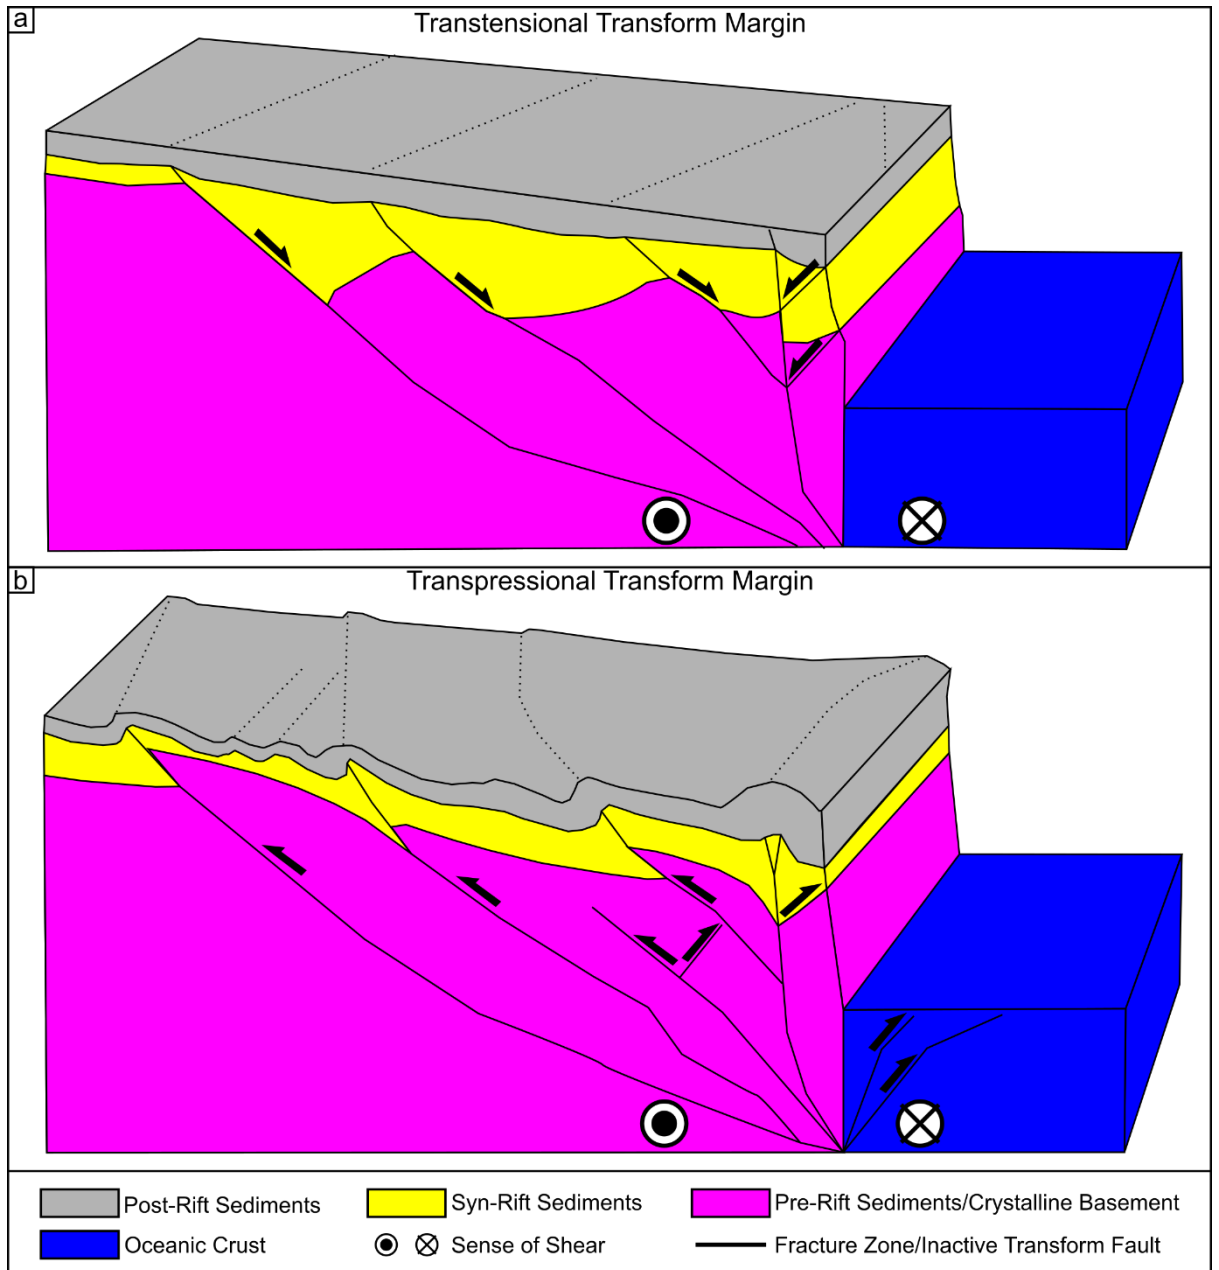 a
Transtensional Transform Margin
b
Transpressional Transform Margin
Post-Rift Sediments
Syn-Rift Sediments
Pre-Rift Sediments/Crystalline Basement
Oceanic Crust
Sense of Shear
Fracture Zone/Inactive Transform Fault